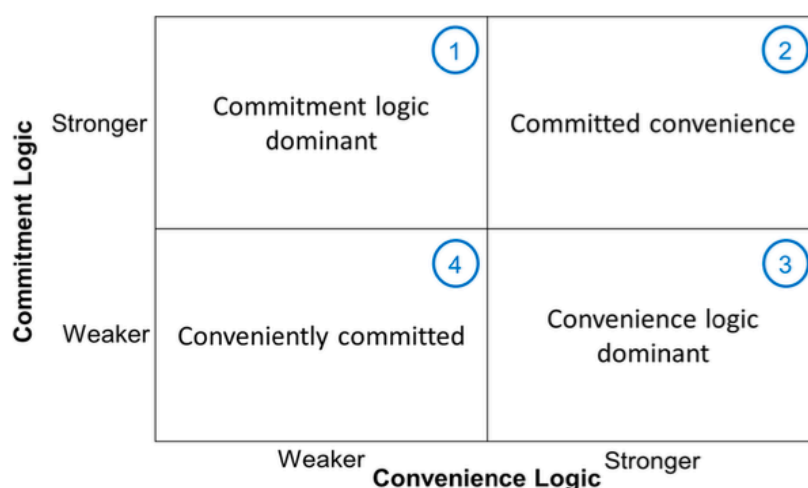 1
2
Commitment logic
dominant
Committed convenience
Stronger
Commitment Logic
4
3
Conveniently committed
Convenience logic
dominant
Weaker
Weaker
Stronger
Convenience Logic